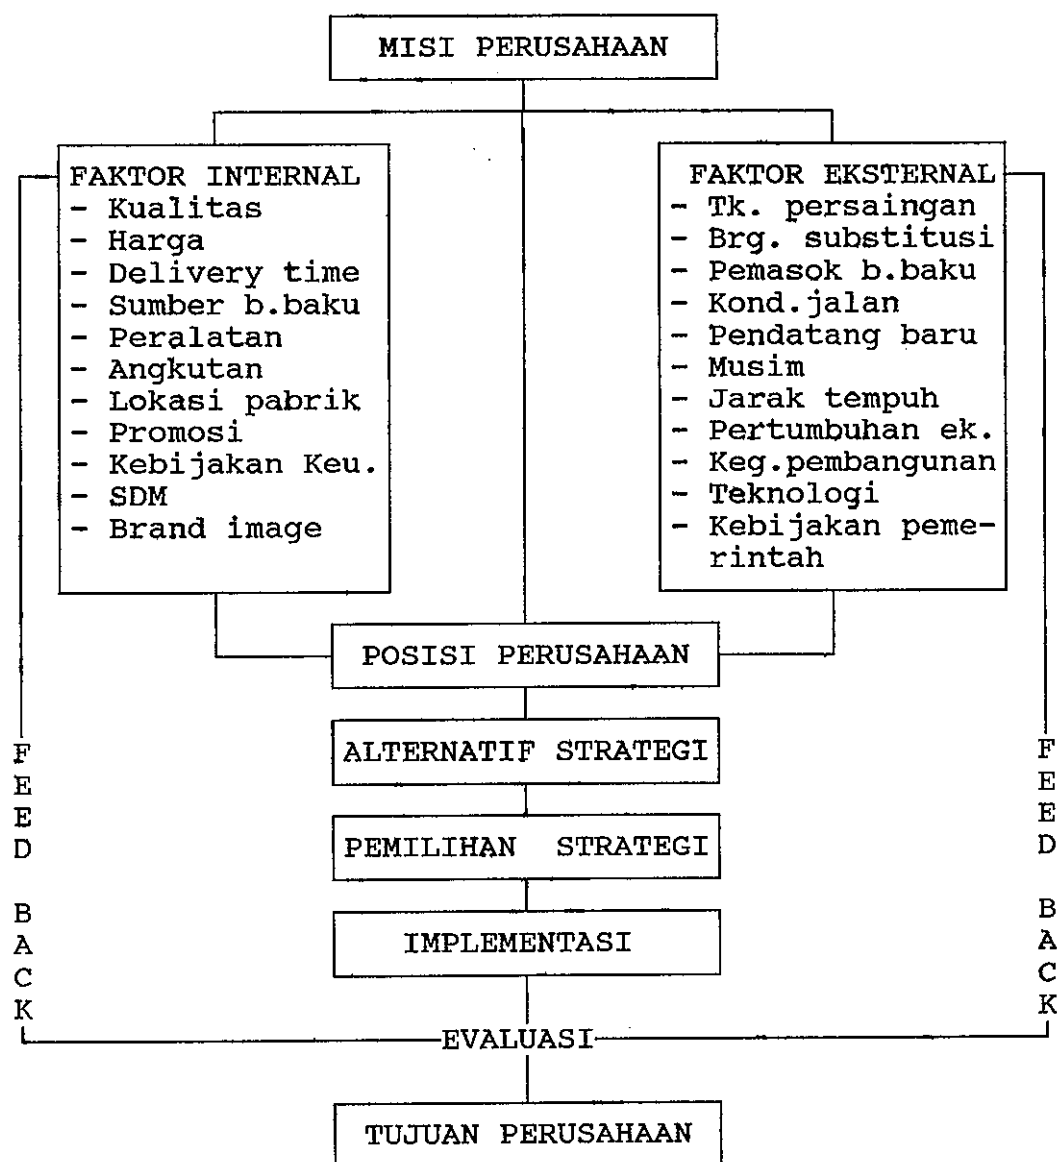 MISI PERUSAHAAN
FAKTOR INTERNAL
- Kualitas
- Harga
- Delivery time
- Sumber b.baku
- Peralatan
- Angkutan
- Lokasi pabrik
- Promosi
- Kebijakan Keu.
- SDM
- Brand image
FAKTOR EKSTERNAL
- Tk. persaingan
- Brg. substitusi
- Pemasok b.baku
- Kond.jalan
- Pendatang baru
- Musim
- Jarak tempuh
- Pertumbuhan ek.
- Keg.pembangunan
- Teknologi
- Kebijakan peme-
rintah
POSISI PERUSAHAAN
ALTERNATIF STRATEGI
PEMILIHAN STRATEGI
IMPLEMENTASI
FEED BACK
FEED BACK
EVALUASI
TUJUAN PERUSAHAAN